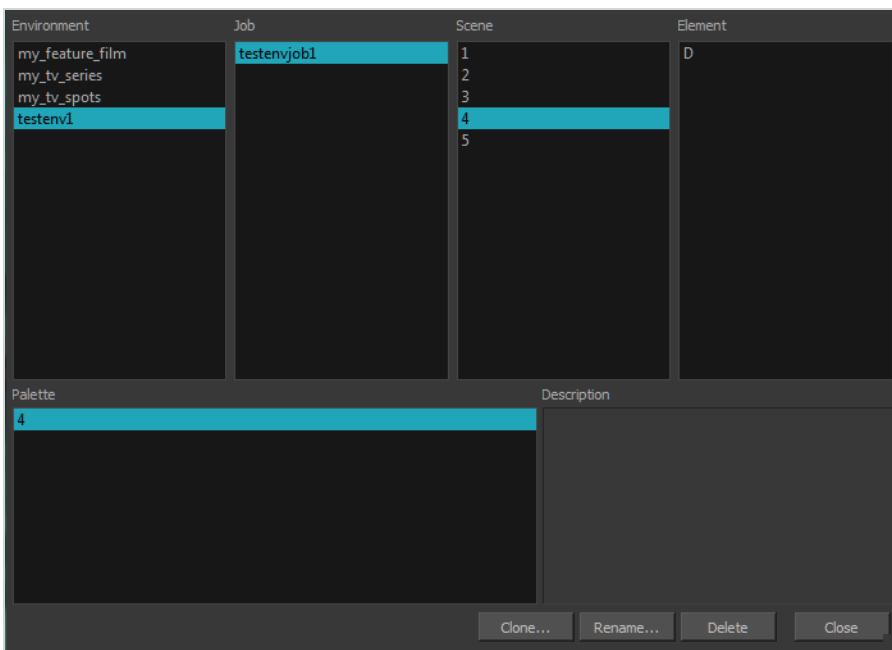 Environment
Job
Scene
Element
my_feature_film
my_tv_series
my_tv_spots
testenv1
testenvjob1
1
2
3
4
5
D
Palette
Description
4
Clone...
Rename...
Delete
Close